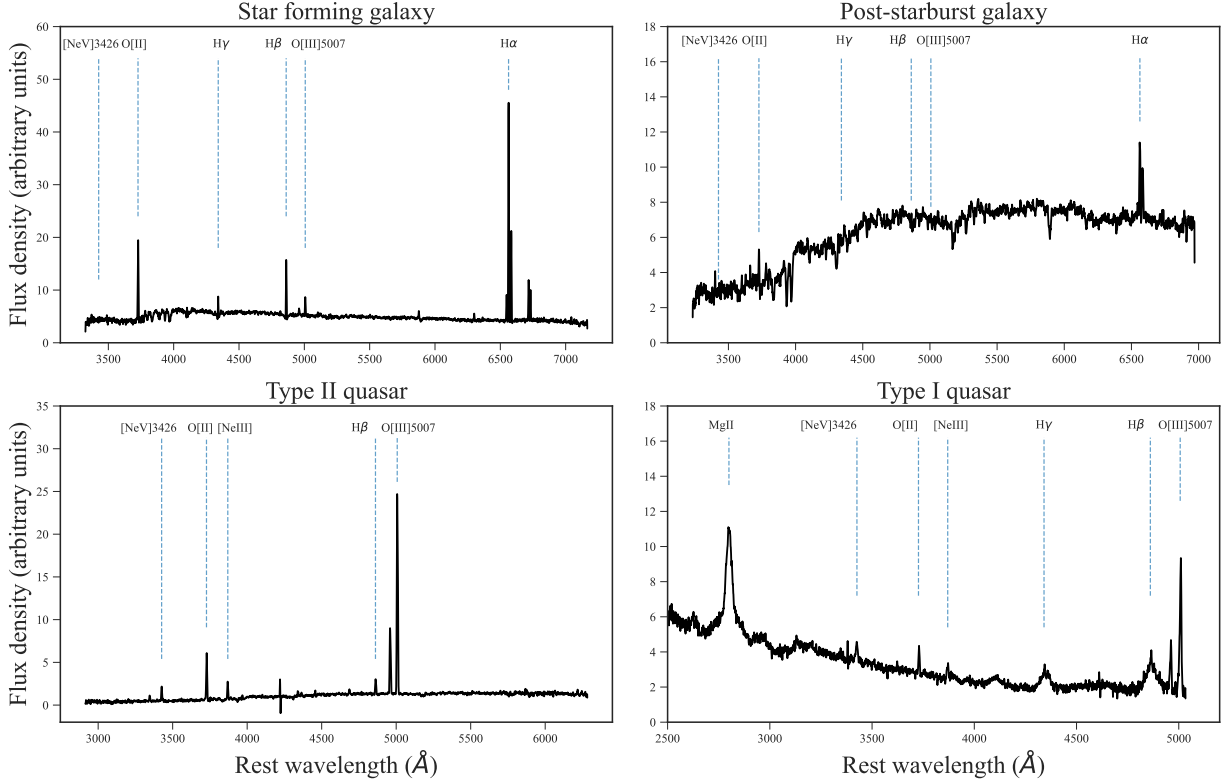 Star forming galaxy
Post-starburst galaxy
Flux density (arbitrary units)
60
50
40
30
20
10
0
[NeV]3426 O[II] Hγ Hβ O[III]5007 Hα
3500 4000 4500 5000 5500 6000 6500 7000
18
16
14
12
10
8
6
4
2
0
[NeV]3426 O[II] Hγ Hβ O[III]5007 Hα
3500 4000 4500 5000 5500 6000 6500 7000
Type II quasar
Type I quasar
Flux density (arbitrary units)
35
30
25
20
15
10
5
0
[NeV]3426 O[II] [NeIII] Hβ O[III]5007
3000 3500 4000 4500 5000 5500 6000
Rest wavelength (Å)
18
16
14
12
10
8
6
4
2
0
MgII [NeV]3426 O[II] [NeIII] Hγ Hβ O[III]5007
2500 3000 3500 4000 4500 5000
Rest wavelength (Å)